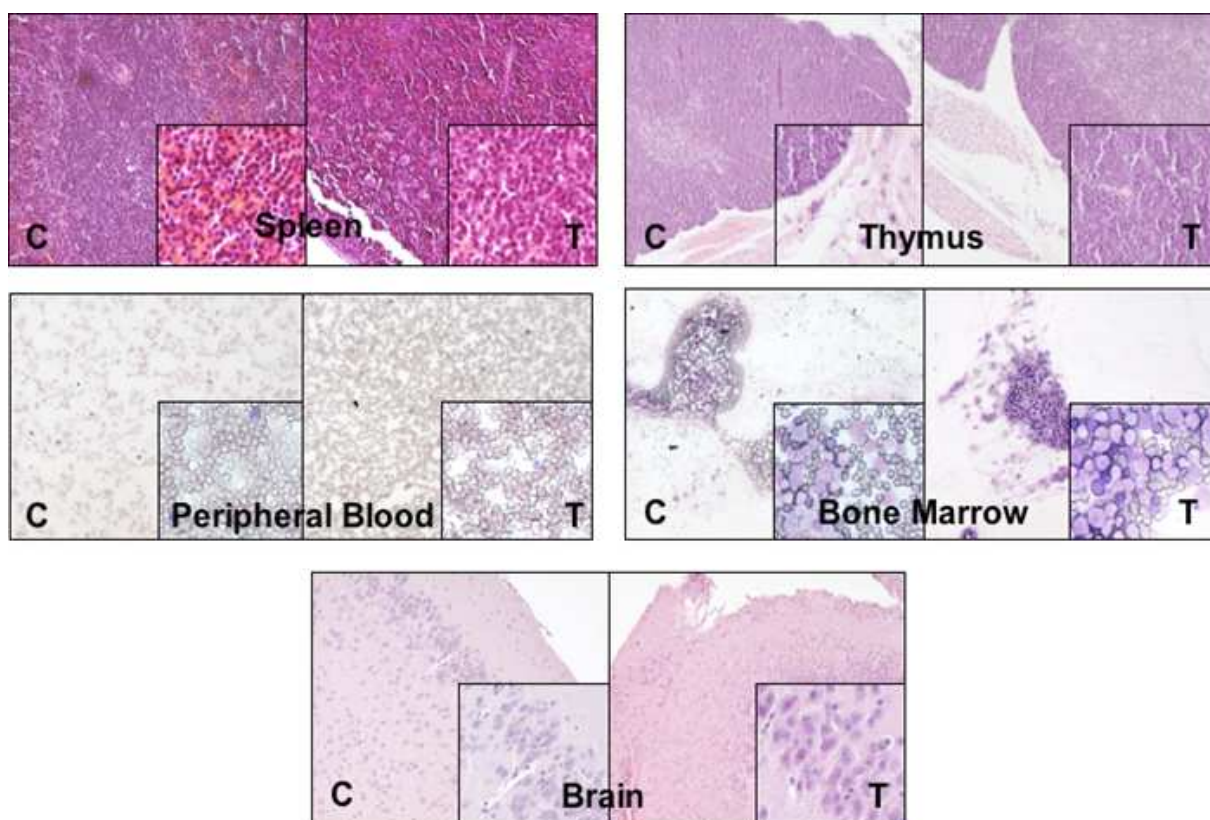 C Spleen T
C Thymus T
C Peripheral Blood T
C Bone Marrow T
C Brain T